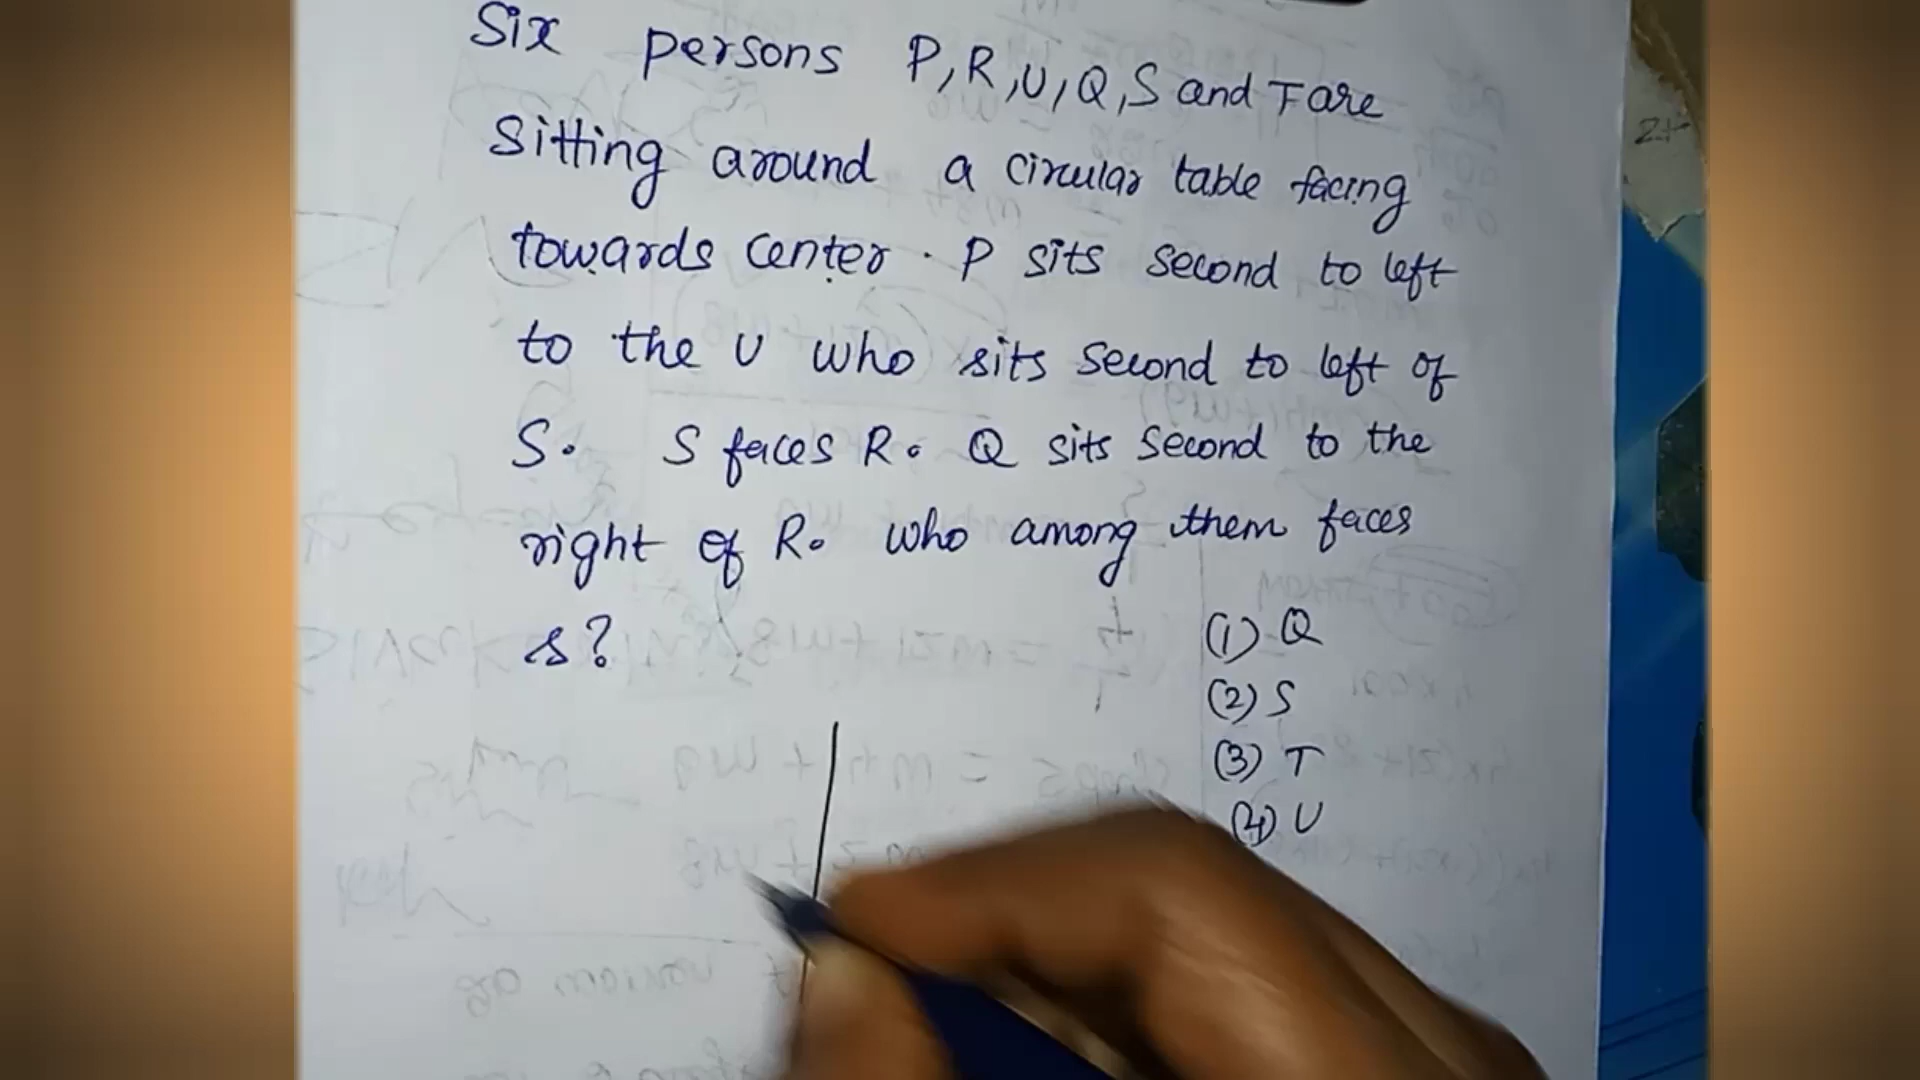 Six persons P, R, U, Q, S and T are
Sitting around a circular table facing
towards center. P sits second to left
to the U who sits second to left of
S. S faces R. Q sits second to the
right of R. who among them faces
s?
(1) Q
(2) S
(3) T
(4) U